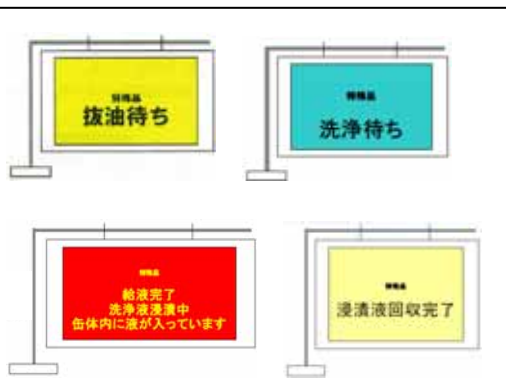 抜油待ち
洗浄待ち
給液完了
洗浄液浸漬中
缶体内に液が入っています
浸漬液回収完了